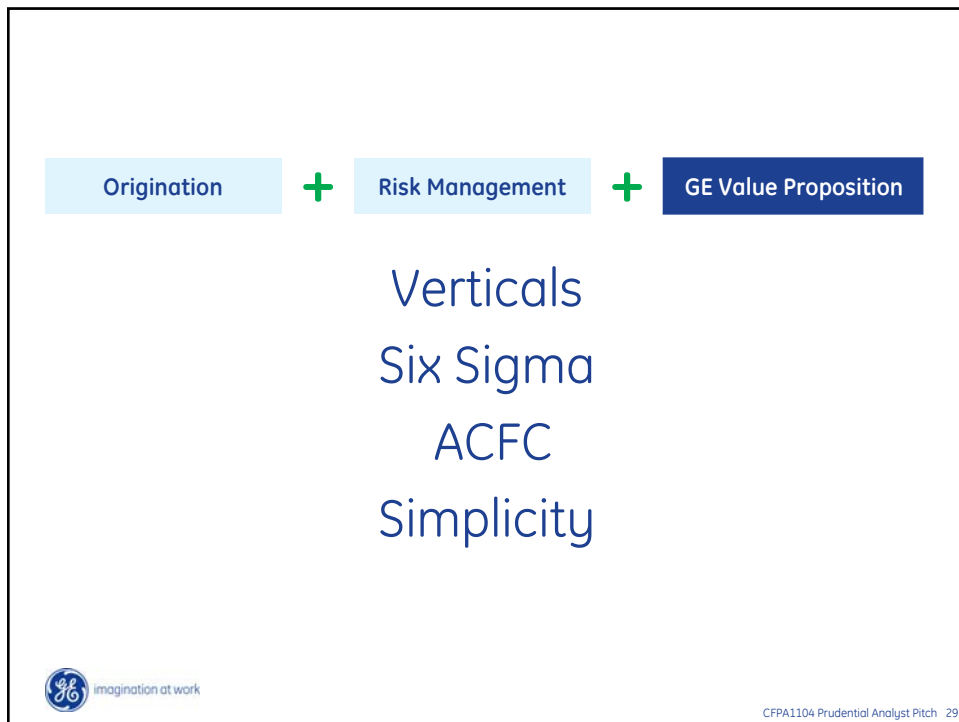 Origination + Risk Management + GE Value Proposition
Verticals
Six Sigma
ACFC
Simplicity
GE imagination at work
CFPA1104 Prudential Analyst Pitch 29